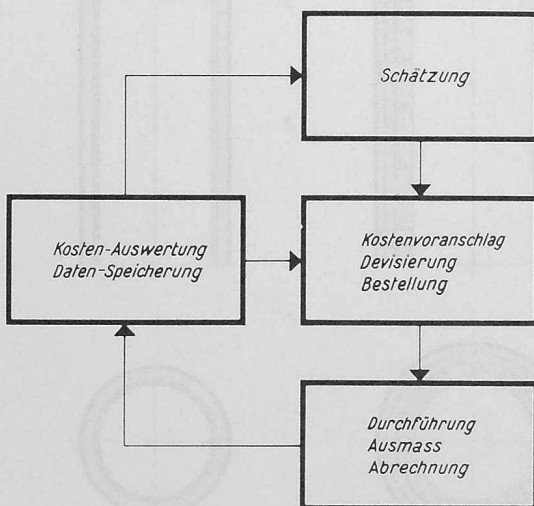 Schätzung
Kosten-Auswertung
Daten-Speicherung
Kostenvoranschlag
Devisierung
Bestellung
Durchführung
Ausmass
Abrechnung